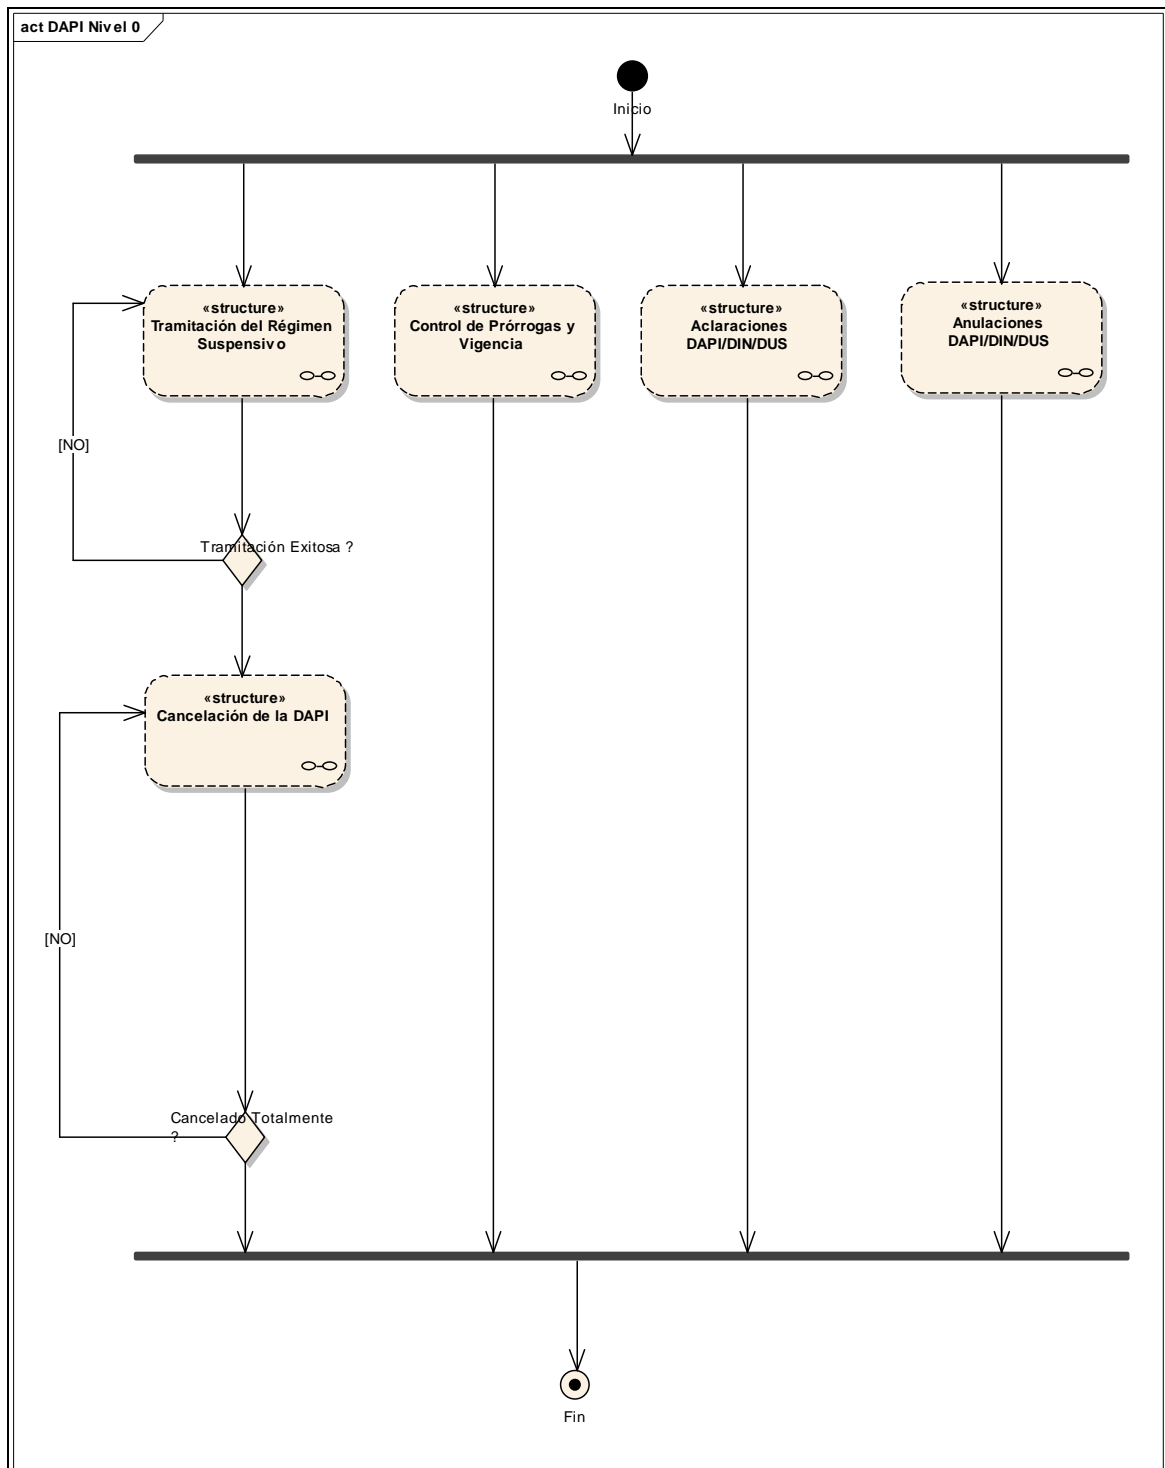 act DAPI Nivel 0
Inicio
«structure»
Tramitación del Régimen
Suspensivo
«structure»
Control de Prórrogas y
Vigencia
«structure»
Aclaraciones
DAPI/DIN/DUS
«structure»
Anulaciones
DAPI/DIN/DUS
[NO]
Tramitación Exitosa ?
«structure»
Cancelación de la DAPI
[NO]
Cancelado Totalmente
?
Fin